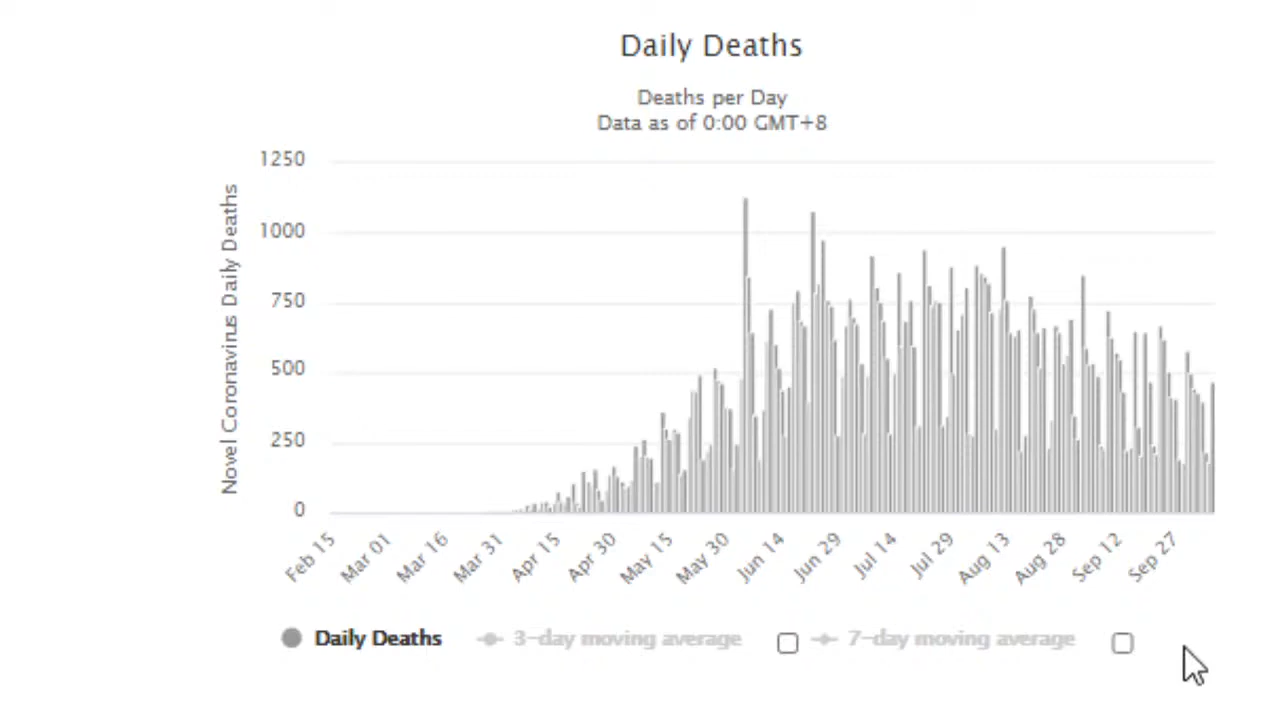 Daily Deaths
Deaths per Day
Data as of 0:00 GMT+8
Novel Coronavirus Daily Deaths
1250
1000
750
500
250
0
Feb 15
Mar 01
Mar 16
Mar 31
Apr 15
Apr 30
May 15
May 30
Jun 14
Jun 29
Jul 14
Jul 29
Aug 13
Aug 28
Sep 12
Sep 27
Daily Deaths 3-day moving average 7-day moving average